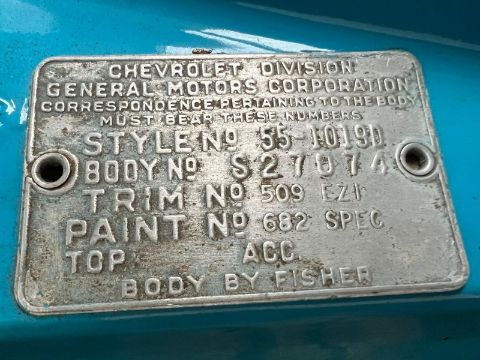 CHEVROLET DIVISION
GENERAL MOTORS CORPORATION
CORRESPONDENCE PERTAINING TO THE BODY
MUST BEAR THESE NUMBERS
STYLE Nº 55-1019D
BODY Nº S27074
TRIM Nº 509 EZI
PAINT Nº 682 SPEC
TOP ACC.
BODY BY FISHER